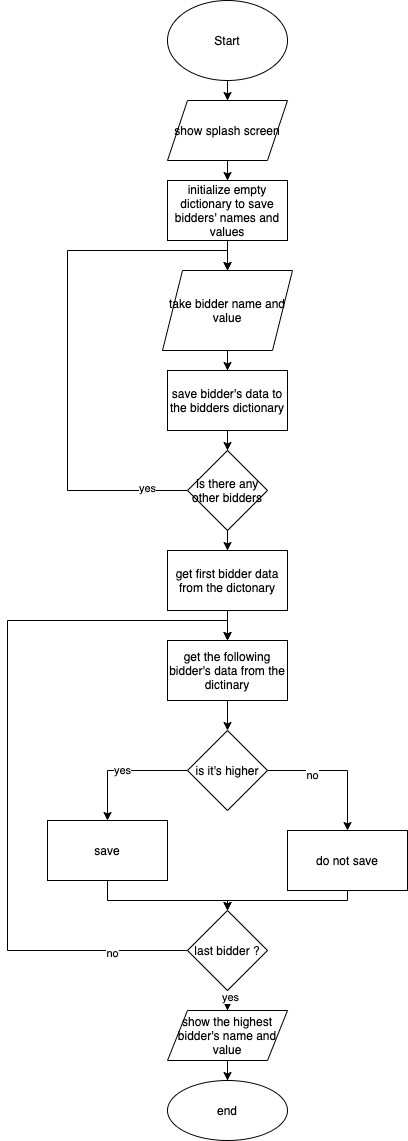 Start
show splash screen
initialize empty
dictionary to save
bidders' names and
values
take bidder name and
value
save bidder's data to
the bidders dictionary
Is there any
other bidders
yes
get first bidder data
from the dictonary
get the following
bidder's data from the
dictinary
is it's higher
yes
no
save
do not save
last bidder ?
no
yes
show the highest
bidder's name and
value
end